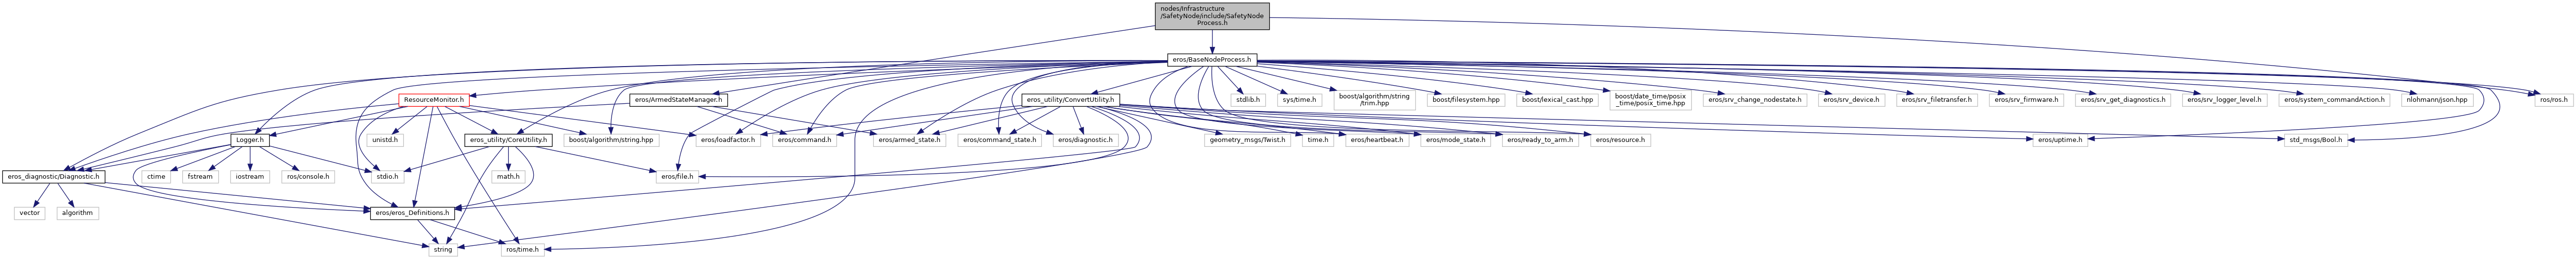 nodes/Infrastructure
/SafetyNode/include/SafetyNode
Process.h
eros/BaseNodeProcess.h
ResourceMonitor.h
eros/ArmedStateManager.h
eros_utility/ConvertUtility.h
stdlib.h
sys/time.h
boost/algorithm/string
/trim.hpp
boost/filesystem.hpp
boost/lexical_cast.hpp
boost/date_time/posix
_time/posix_time.hpp
eros/srv_change_nodestate.h
eros/srv_device.h
eros/srv_filetransfer.h
eros/srv_firmware.h
eros/srv_get_diagnostics.h
eros/srv_logger_level.h
eros/system_commandAction.h
nlohmann/json.hpp
ros/ros.h
Logger.h
unistd.h
eros_utility/CoreUtility.h
boost/algorithm/string.hpp
eros/loadfactor.h
eros/command.h
eros/armed_state.h
eros/command_state.h
eros/diagnostic.h
geometry_msgs/Twist.h
time.h
eros/heartbeat.h
eros/mode_state.h
eros/ready_to_arm.h
eros/resource.h
eros/uptime.h
std_msgs/Bool.h
eros_diagnostic/Diagnostic.h
ctime
fstream
iostream
ros/console.h
stdio.h
math.h
eros/file.h
vector
algorithm
eros/eros_Definitions.h
string
ros/time.h